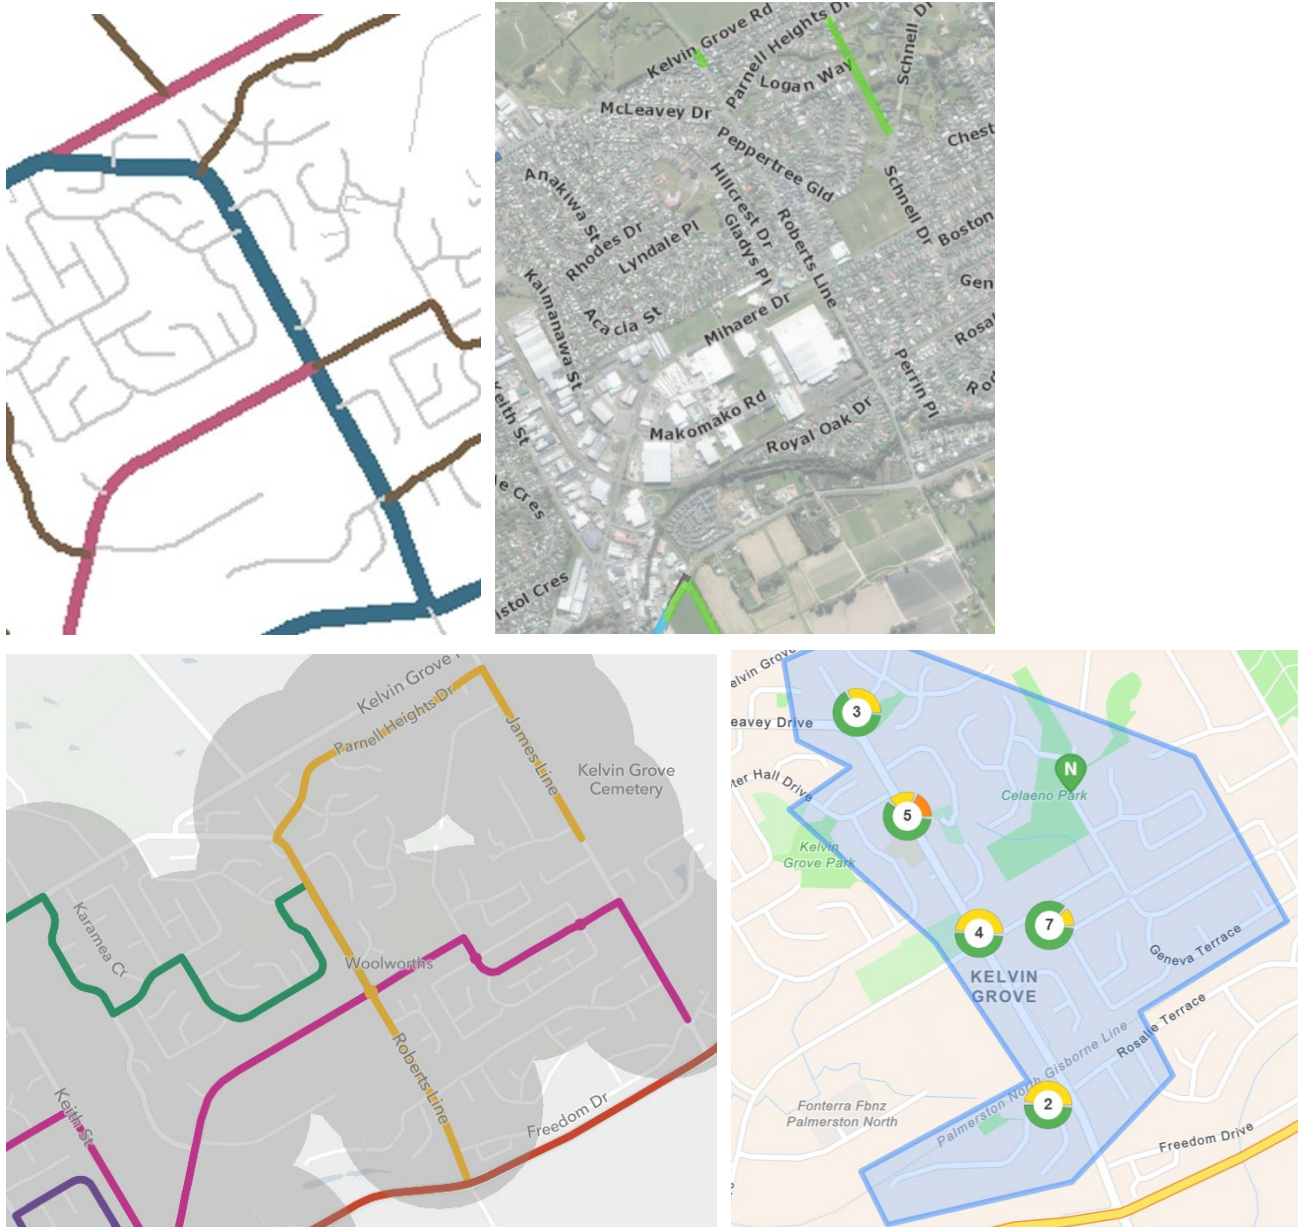 Kelvin Grove Rd
Parnell Heights Dr
Schnell Dr
Logan Way
McLeavey Dr
Chest
Peppertree Gld
Anakiwa St
Hillcrest Dr
Schnell Dr
Rhodes Dr
Lyndale Pl
Gladys Pl
Roberts Line
Boston
Kaimanawa St
Gen
Acacia St
Mihaere Dr
Rosal
Perrin Pl
Keith St
Makomako Rd
Royal Oak Dr
e Cres
istol Cres
Kelvin Grove
Parnell Heights Dr
James Line
Kelvin Grove
Cemetery
Karamea Cr
Woolworths
Roberts Line
Keith St
Freedom Dr
elvin Grove
3
eavey Drive
ter Hall Drive
N
Celaeno Park
5
Kelvin
Grove Park
4
7
KELVIN
GROVE
Geneva Terrace
Rosalie Terrace
Palmerston North Gisborne Line
2
Fonterra Fbnz
Palmerston North
Freedom Drive